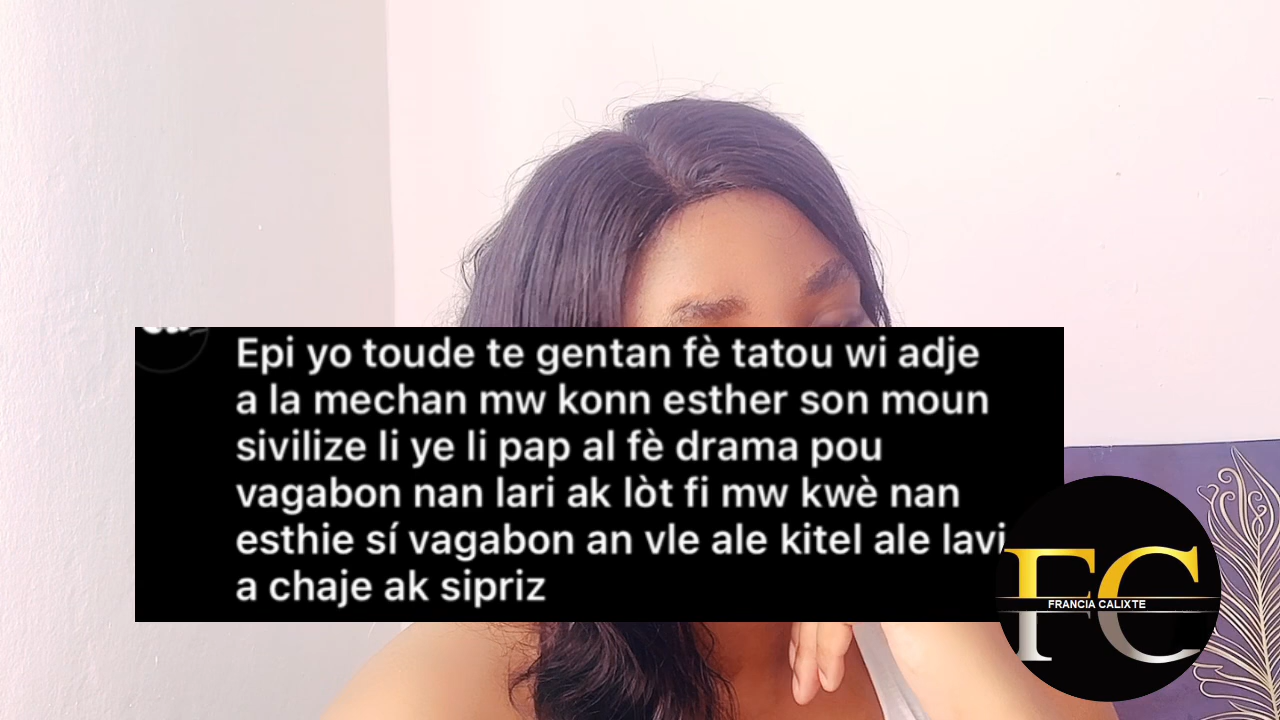 Epi yo toude te gentan fè tatou wi adje
a la mechan mw konn esther son moun
sivilize li ye li pap al fè drama pou
vagabon nan lari ak lòt fi mw kwè nan
esthie sí vagabon an vle ale kitel ale lavi
a chaje ak sipriz
FC
FRANCIA CALIXTE